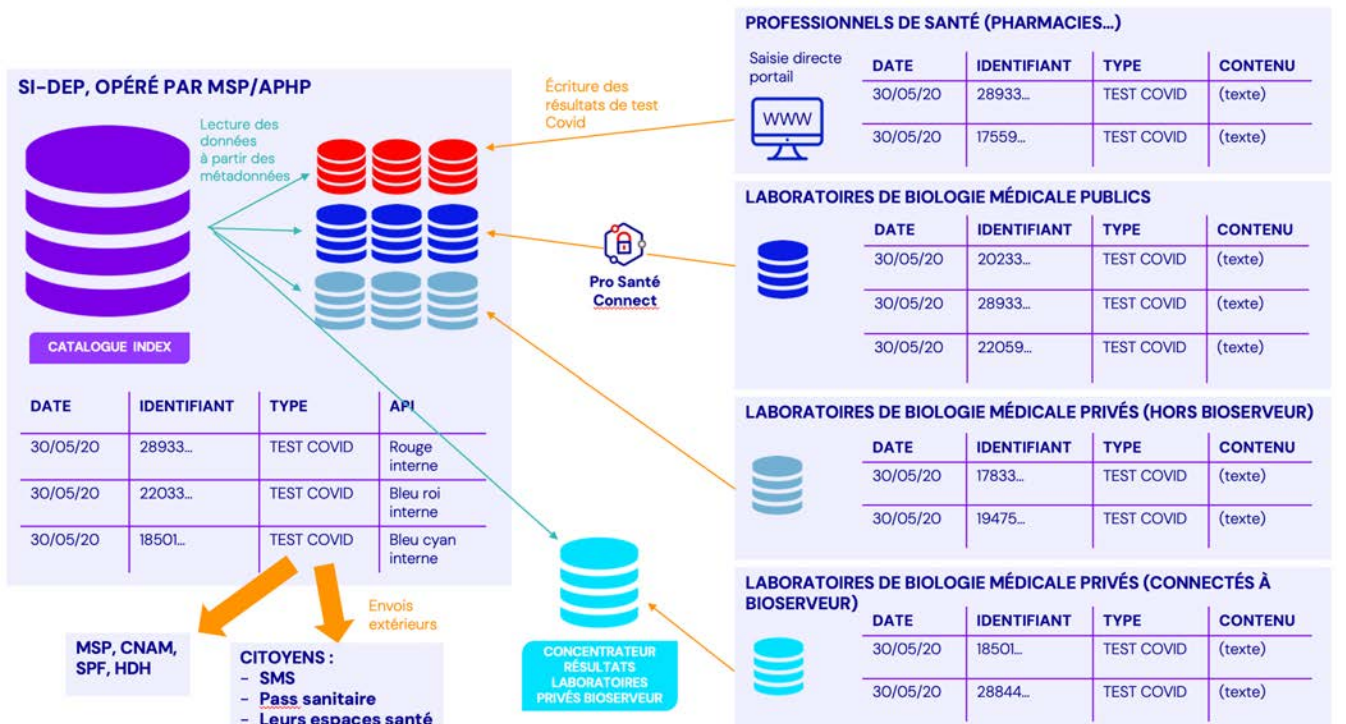 SI-DEP, OPÉRÉ PAR MSP/APHP
Lecture des
données
à partir des
métadonnées
CATALOGUE INDEX
DATE IDENTIFIANT TYPE API
30/05/20 28933... TEST COVID Rouge
interne
30/05/20 22033... TEST COVID Bleu roi
interne
30/05/20 18501... TEST COVID Bleu cyan
interne
Envois
extérieurs
MSP, CNAM,
SPF, HDH
CITOYENS :
- SMS
- Pass sanitaire
- Leurs espaces santé
Écriture des
résultats de test
Covid
Pro Santé
Connect
CONCENTRATEUR
RÉSULTATS
LABORATOIRES
PRIVÉS BIOSERVEUR
PROFESSIONNELS DE SANTÉ (PHARMACIES...)
Saisie directe
portail
WWW
DATE IDENTIFIANT TYPE CONTENU
30/05/20 28933... TEST COVID (texte)
30/05/20 17559... TEST COVID (texte)
LABORATOIRES DE BIOLOGIE MÉDICALE PUBLICS
DATE IDENTIFIANT TYPE CONTENU
30/05/20 20233... TEST COVID (texte)
30/05/20 28933... TEST COVID (texte)
30/05/20 22059... TEST COVID (texte)
LABORATOIRES DE BIOLOGIE MÉDICALE PRIVÉS (HORS BIOSERVEUR)
DATE IDENTIFIANT TYPE CONTENU
30/05/20 17833... TEST COVID (texte)
30/05/20 19475... TEST COVID (texte)
LABORATOIRES DE BIOLOGIE MÉDICALE PRIVÉS (CONNECTÉS À
BIOSERVEUR)
DATE IDENTIFIANT TYPE CONTENU
30/05/20 18501... TEST COVID (texte)
30/05/20 28844... TEST COVID (texte)